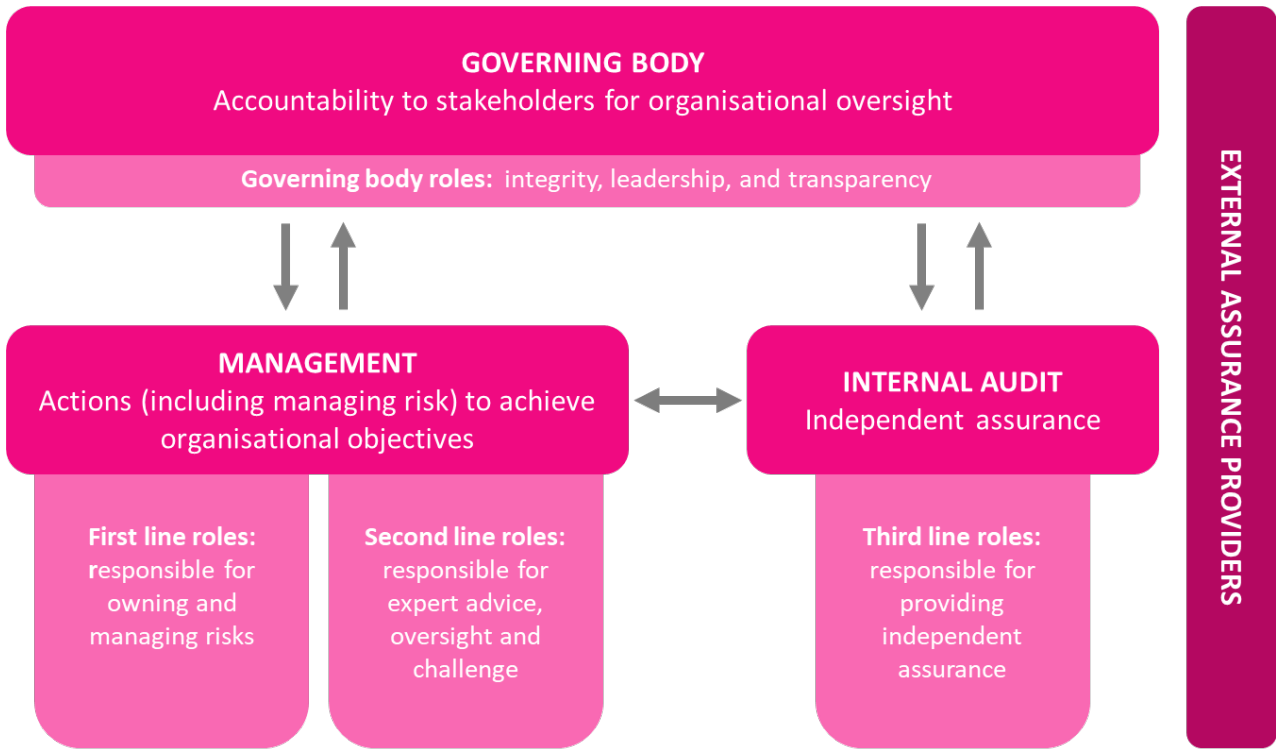 GOVERNING BODY
Accountability to stakeholders for organisational oversight
Governing body roles: integrity, leadership, and transparency
MANAGEMENT
Actions (including managing risk) to achieve
organisational objectives
INTERNAL AUDIT
Independent assurance
First line roles:
responsible for
owning and
managing risks
Second line roles:
responsible for
expert advice,
oversight and
challenge
Third line roles:
responsible for
providing
independent
assurance
EXTERNAL ASSURANCE PROVIDERS